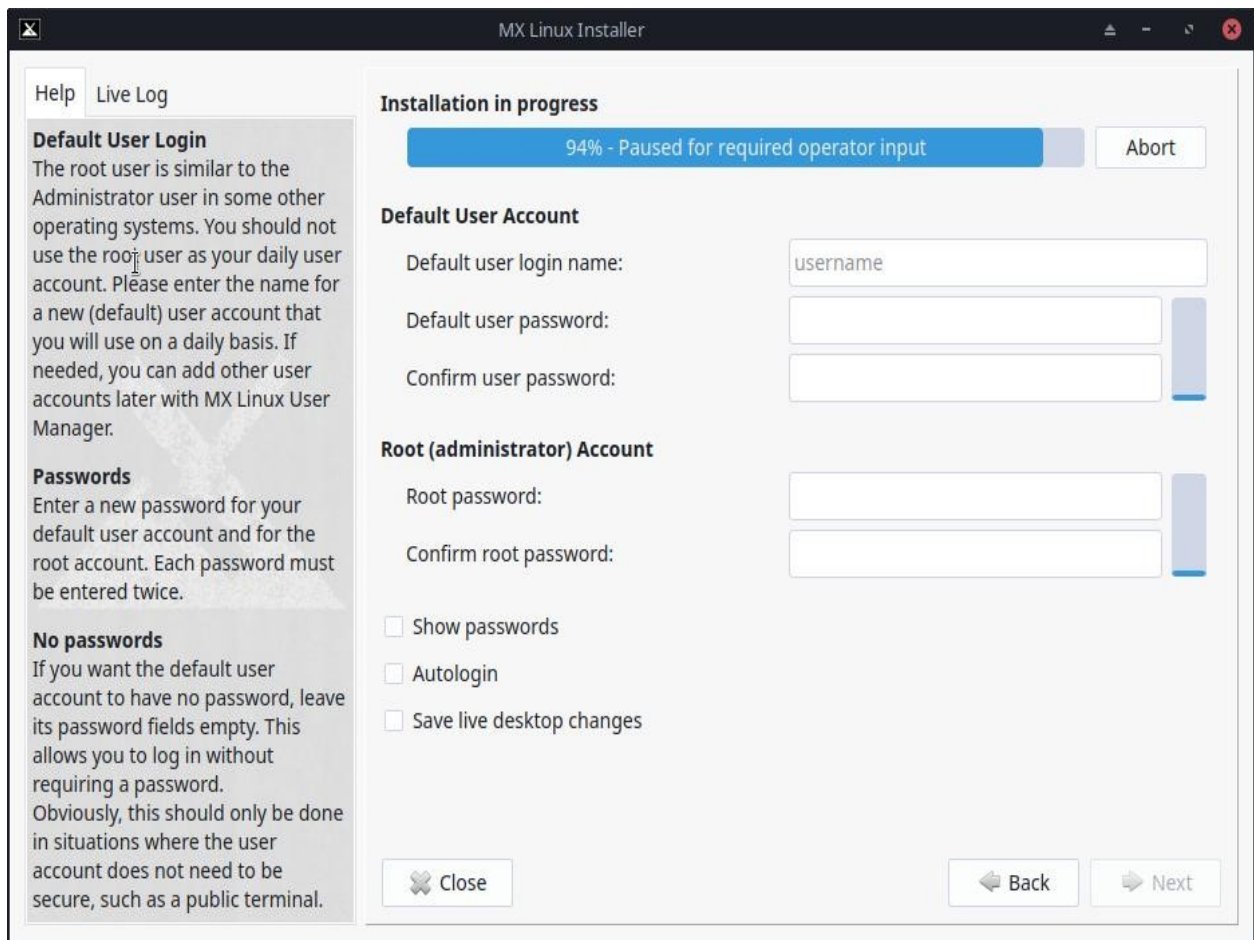 MX Linux Installer
Help
Live Log
Default User Login
The root user is similar to the
Administrator user in some other
operating systems. You should not
use the root user as your daily user
account. Please enter the name for
a new (default) user account that
you will use on a daily basis. If
needed, you can add other user
accounts later with MX Linux User
Manager.
Passwords
Enter a new password for your
default user account and for the
root account. Each password must
be entered twice.
No passwords
If you want the default user
account to have no password, leave
its password fields empty. This
allows you to log in without
requiring a password.
Obviously, this should only be done
in situations where the user
account does not need to be
secure, such as a public terminal.
Installation in progress
94% - Paused for required operator input
Abort
Default User Account
Default user login name:
username
Default user password:
Confirm user password:
Root (administrator) Account
Root password:
Confirm root password:
Show passwords
Autologin
Save live desktop changes
Close
Back
Next